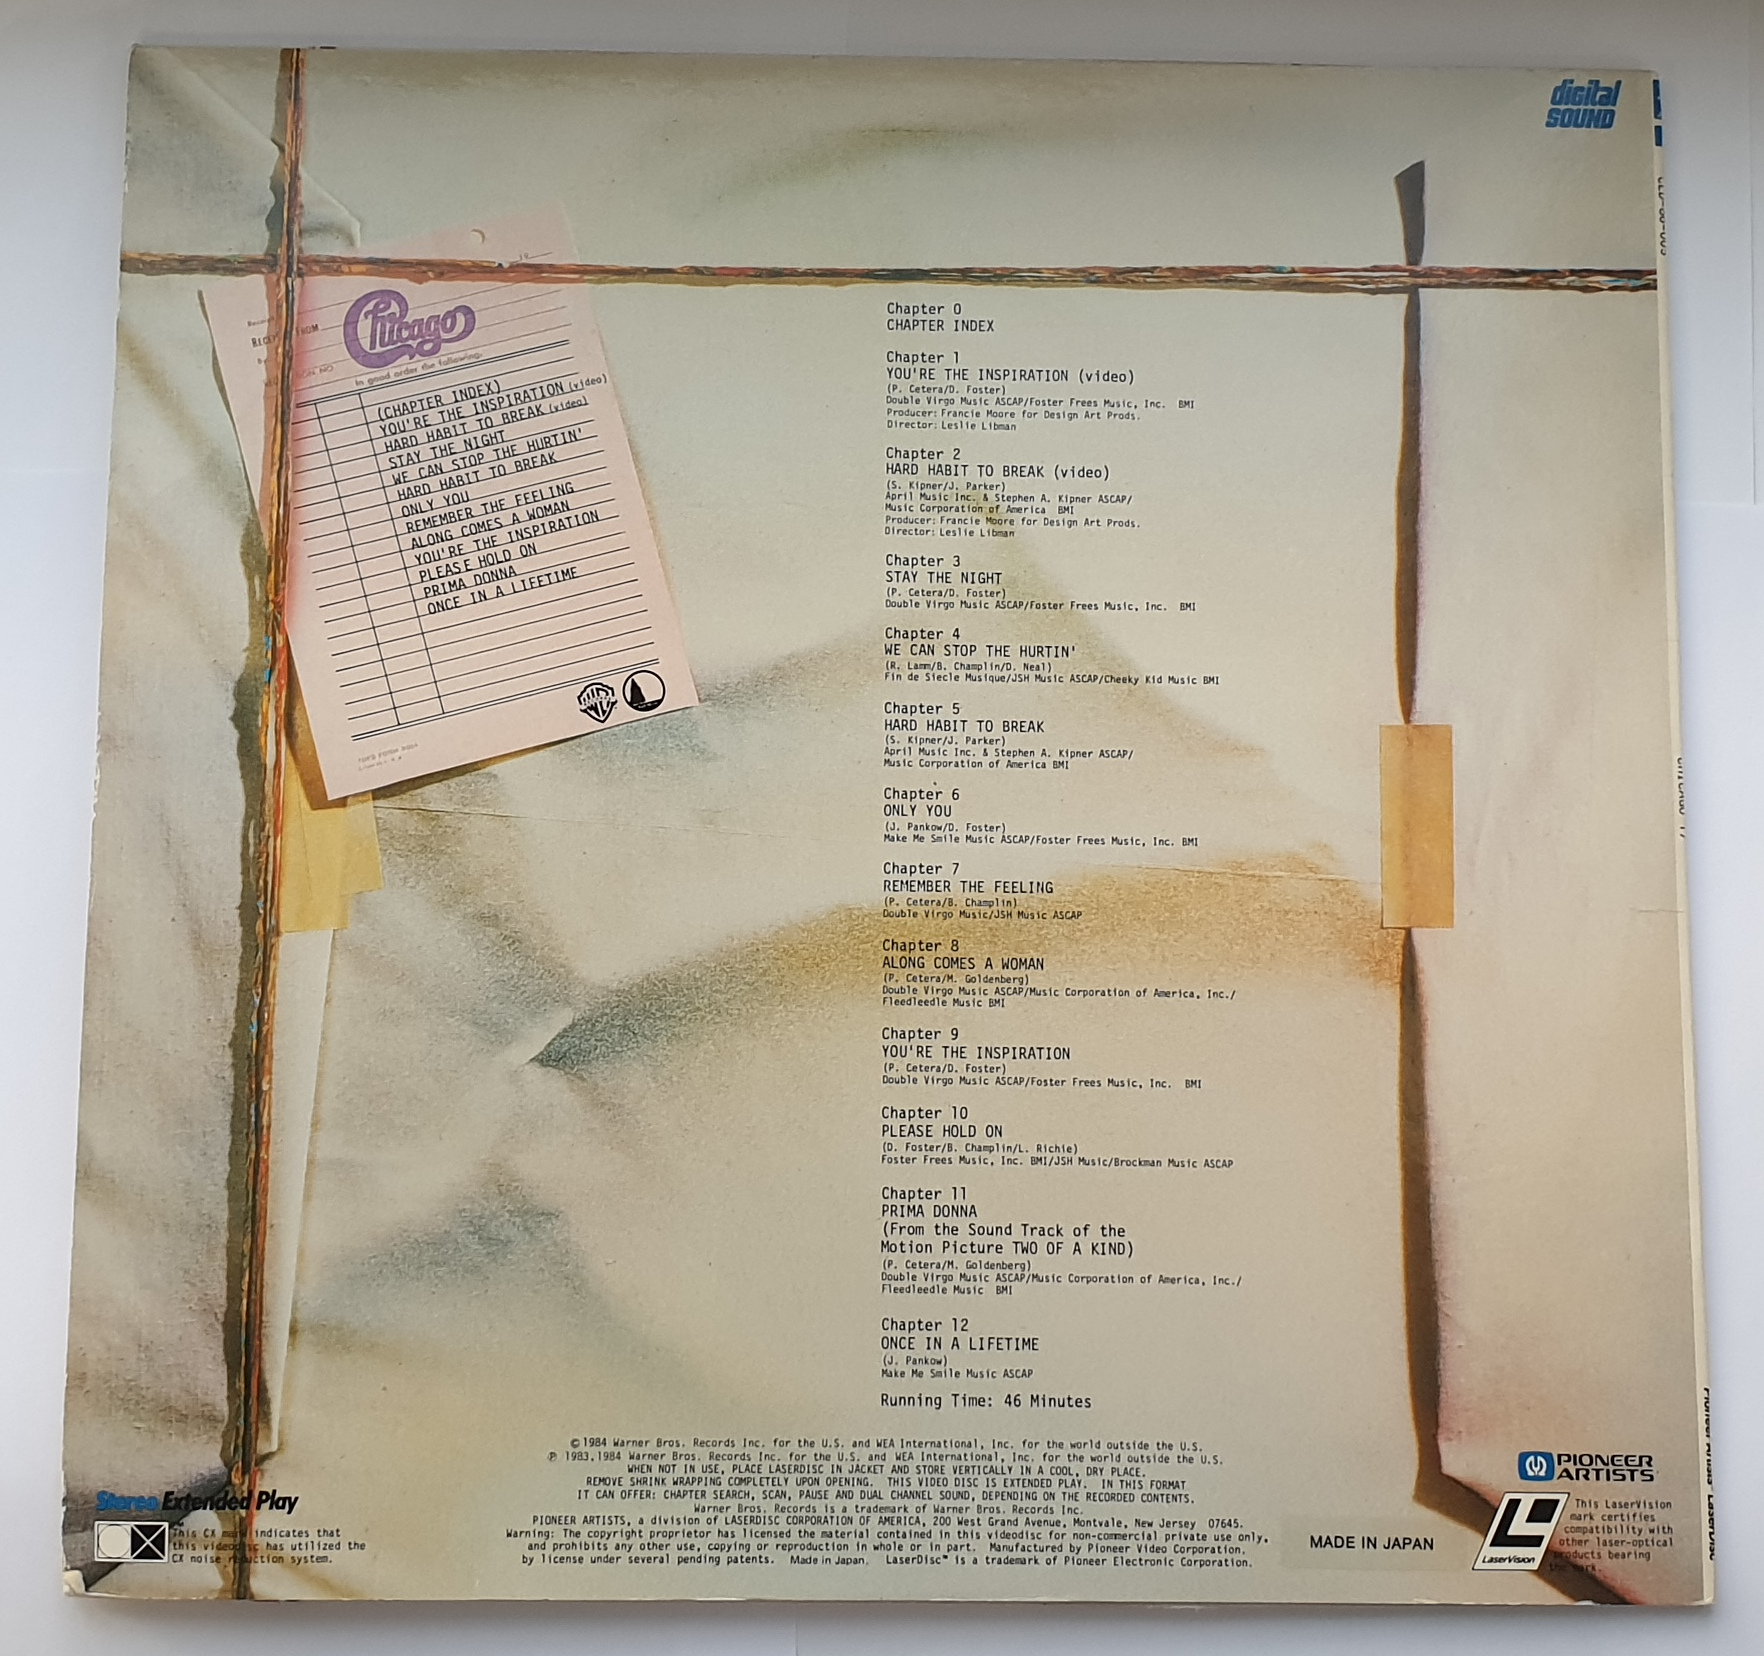 digital
SOUND
Chicago
In good order the following:
(CHAPTER INDEX)
YOU'RE THE INSPIRATION (video)
HARD HABIT TO BREAK (video)
STAY THE NIGHT
WE CAN STOP THE HURTIN'
HARD HABIT TO BREAK
ONLY YOU
REMEMBER THE FEELING
ALONG COMES A WOMAN
YOU'RE THE INSPIRATION
PLEASE HOLD ON
PRIMA DONNA
ONCE IN A LIFETIME
Chapter 0
CHAPTER INDEX
Chapter 1
YOU'RE THE INSPIRATION (video)
(P. Cetera/D. Foster)
Double Virgo Music ASCAP/Foster Frees Music, Inc. BMI
Producer: Francie Moore for Design Art Prods.
Director: Leslie Libman
Chapter 2
HARD HABIT TO BREAK (video)
(S. Kipner/J. Parker)
April Music Inc. & Stephen A. Kipner ASCAP/
Music Corporation of America BMI
Producer: Francie Moore for Design Art Prods.
Director: Leslie Libman
Chapter 3
STAY THE NIGHT
(P. Cetera/D. Foster)
Double Virgo Music ASCAP/Foster Frees Music, Inc. BMI
Chapter 4
WE CAN STOP THE HURTIN'
(R. Lamm/B. Champlin/D. Neal)
Fin de Siecle Musique/JSH Music ASCAP/Cheeky Kid Music BMI
Chapter 5
HARD HABIT TO BREAK
(S. Kipner/J. Parker)
April Music Inc. & Stephen A. Kipner ASCAP/
Music Corporation of America BMI
Chapter 6
ONLY YOU
(J. Pankow/D. Foster)
Make Me Smile Music ASCAP/Foster Frees Music, Inc. BMI
Chapter 7
REMEMBER THE FEELING
(P. Cetera/B. Champlin)
Double Virgo Music/JSH Music ASCAP
Chapter 8
ALONG COMES A WOMAN
(P. Cetera/M. Goldenberg)
Double Virgo Music ASCAP/Music Corporation of America, Inc./
Fleedleedle Music BMI
Chapter 9
YOU'RE THE INSPIRATION
(P. Cetera/D. Foster)
Double Virgo Music ASCAP/Foster Frees Music, Inc. BMI
Chapter 10
PLEASE HOLD ON
(D. Foster/B. Champlin/L. Richie)
Foster Frees Music, Inc. BMI/JSH Music/Brockman Music ASCAP
Chapter 11
PRIMA DONNA
(From the Sound Track of the
Motion Picture TWO OF A KIND)
(P. Cetera/M. Goldenberg)
Double Virgo Music ASCAP/Music Corporation of America, Inc./
Fleedleedle Music BMI
Chapter 12
ONCE IN A LIFETIME
(J. Pankow)
Make Me Smile Music ASCAP
Running Time: 46 Minutes
© 1984 Warner Bros. Records Inc. for the U.S. and WEA International, Inc. for the world outside the U.S.
℗ 1983,1984 Warner Bros. Records Inc. for the U.S. and WEA International, Inc. for the world outside the U.S.
WHEN NOT IN USE, PLACE LASERDISC IN JACKET AND STORE VERTICALLY IN A COOL, DRY PLACE.
REMOVE SHRINK WRAPPING COMPLETELY UPON OPENING. THIS VIDEO DISC IS EXTENDED PLAY. IN THIS FORMAT
IT CAN OFFER: CHAPTER SEARCH, SCAN, PAUSE AND DUAL CHANNEL SOUND, DEPENDING ON THE RECORDED CONTENTS.
Warner Bros. Records is a trademark of Warner Bros. Records Inc.
PIONEER ARTISTS, a division of LASERDISC CORPORATION OF AMERICA, 200 West Grand Avenue, Montvale, New Jersey 07645.
Warning: The copyright proprietor has licensed the material contained in this videodisc for non-commercial private use only,
and prohibits any other use, copying or reproduction in whole or in part. Manufactured by Pioneer Video Corporation,
by license under several pending patents. Made in Japan. LaserDisc™ is a trademark of Pioneer Electronic Corporation.
Stereo Extended Play
This CX mark indicates that
this videodisc has utilized the
CX noise reduction system.
MADE IN JAPAN
PIONEER
ARTISTS
LaserVision
This LaserVision
mark certifies
compatibility with
other laser-optical
products bearing
the mark.
CHICAGO 17
Pioneer Artists LaserDisc